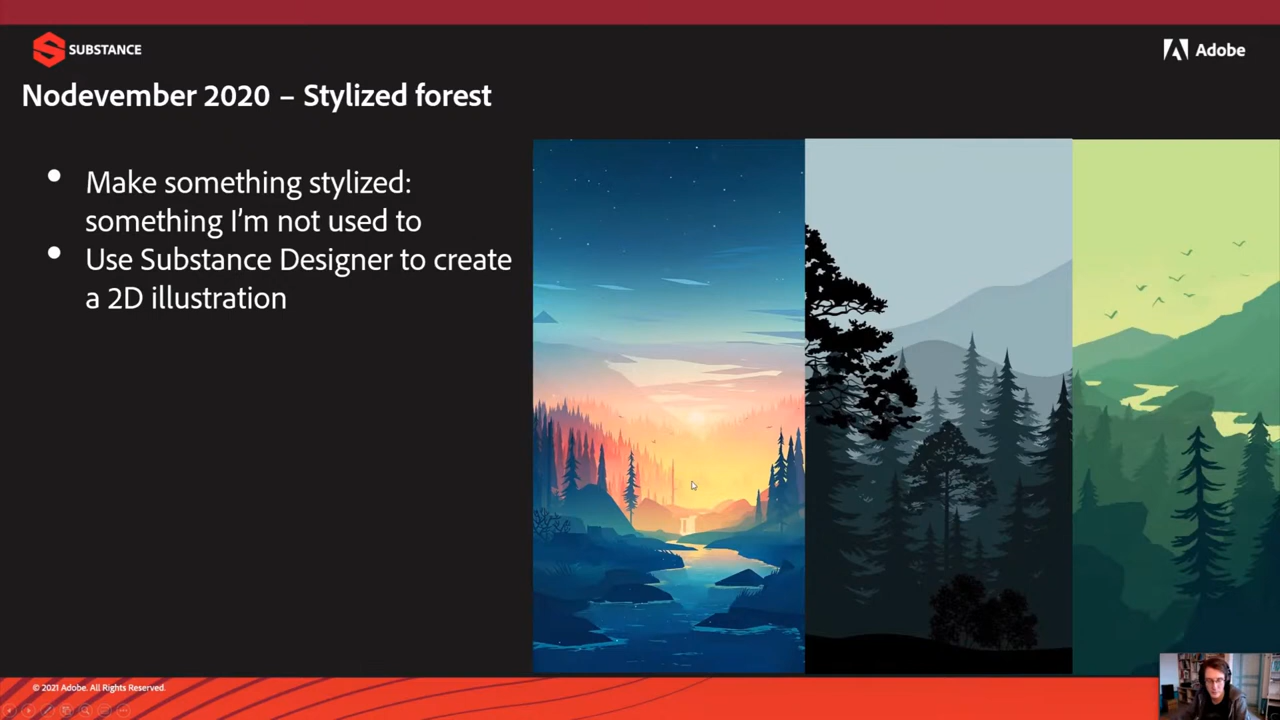 SUBSTANCE
Adobe
Nodevember 2020 – Stylized forest
Make something stylized:
something I'm not used to
Use Substance Designer to create
a 2D illustration
© 2021 Adobe. All Rights Reserved.